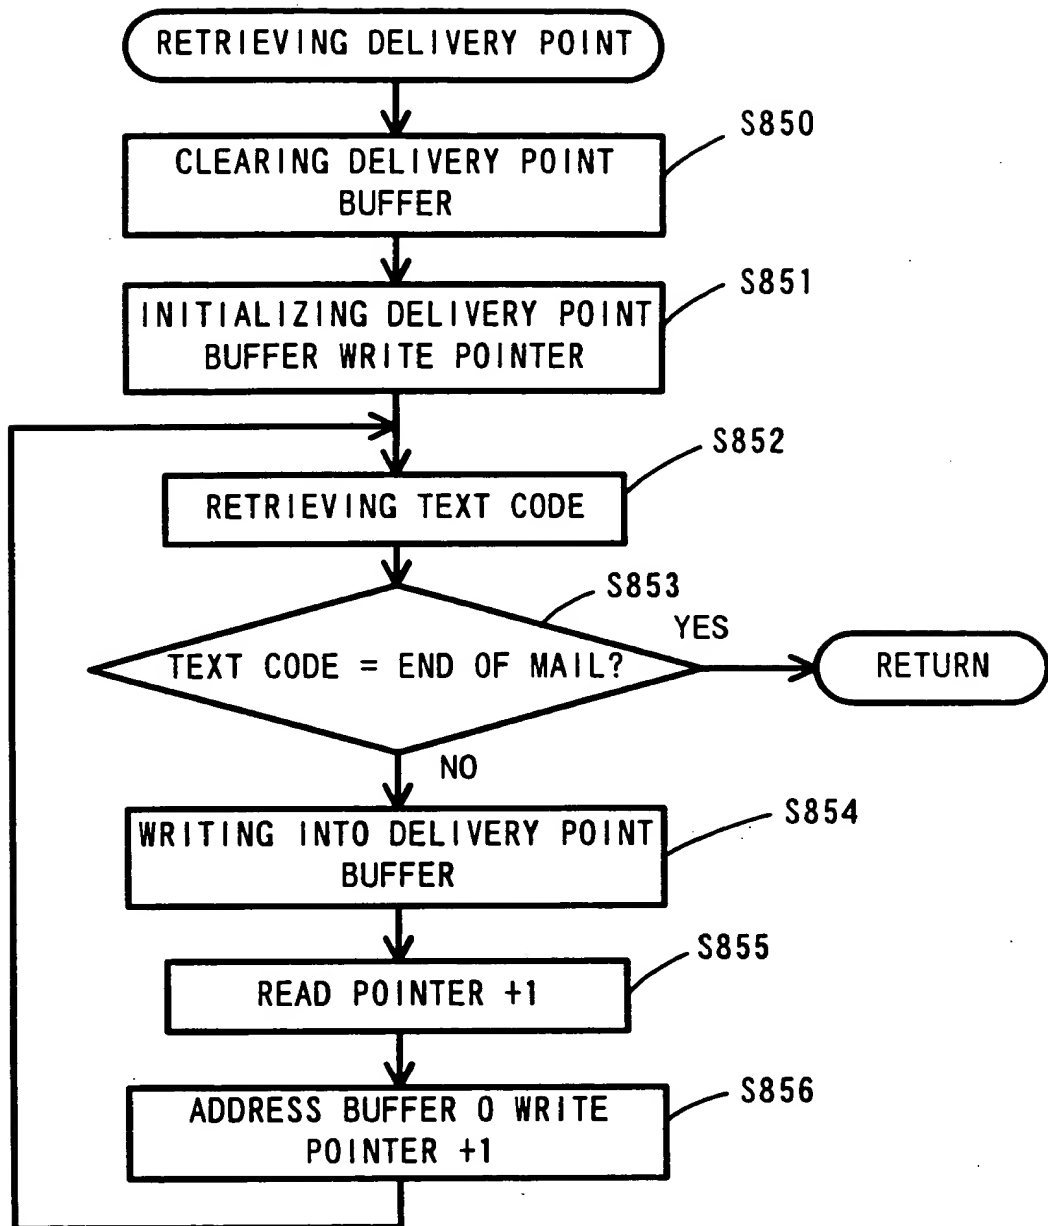 RETRIEVING DELIVERY POINT
S850
CLEARING DELIVERY POINT
BUFFER
S851
INITIALIZING DELIVERY POINT
BUFFER WRITE POINTER
S852
RETRIEVING TEXT CODE
S853
YES
TEXT CODE = END OF MAIL?
RETURN
NO
S854
WRITING INTO DELIVERY POINT
BUFFER
S855
READ POINTER +1
S856
ADDRESS BUFFER 0 WRITE
POINTER +1